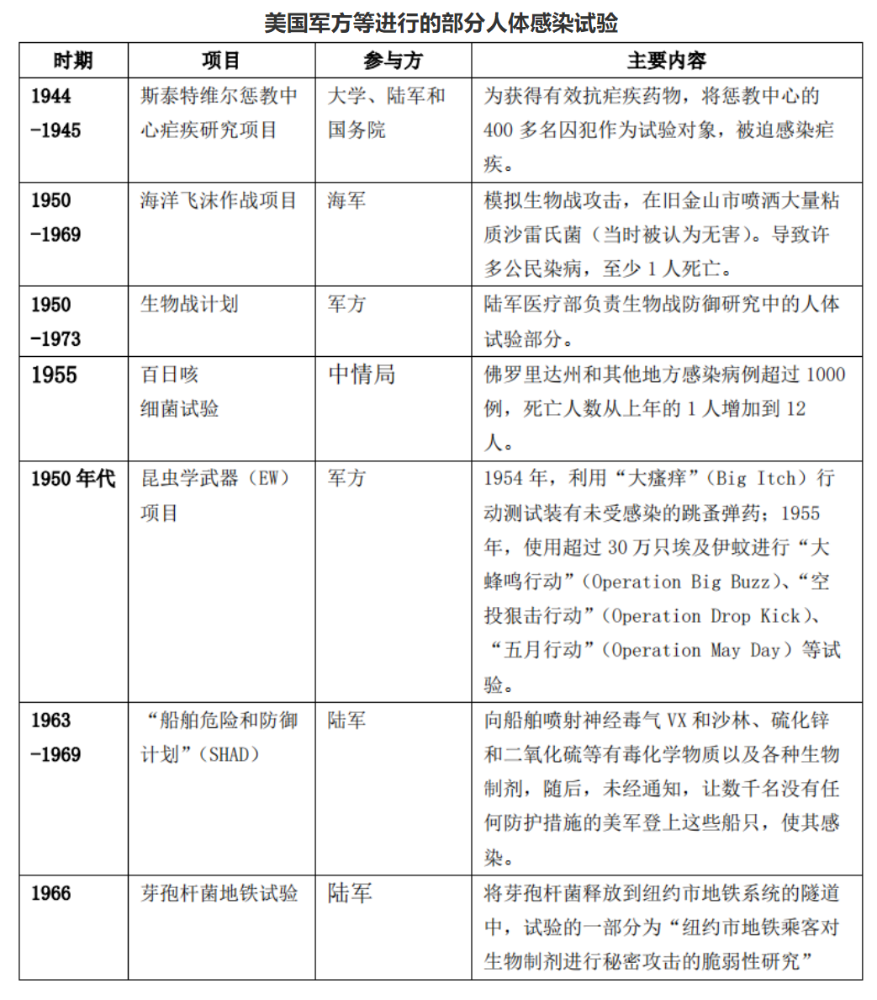 美国军方等进行的部分人体感染试验
时期 项目 参与方 主要内容
1944
-1945
斯泰特维尔惩教中
心疟疾研究项目
大学、陆军和
国务院
为获得有效抗疟疾药物，将惩教中心的
400 多名囚犯作为试验对象，被迫感染疟
疾。
1950
-1969
海洋飞沫作战项目
海军
模拟生物战攻击，在旧金山市喷洒大量粘
质沙雷氏菌（当时被认为无害）。导致许
多公民染病，至少 1 人死亡。
1950
-1973
生物战计划
军方
陆军医疗部负责生物战防御研究中的人体
试验部分。
1955
百日咳
细菌试验
中情局
佛罗里达州和其他地方感染病例超过 1000
例，死亡人数从上年的 1 人增加到 12
人。
1950 年代
昆虫学武器（EW）
项目
军方
1954 年，利用“大瘙痒”（Big Itch）行
动测试装有未受感染的跳蚤弹药；1955
年，使用超过 30 万只埃及伊蚊进行“大
蜂鸣行动”（Operation Big Buzz）、“空
投狠击行动”（Operation Drop Kick）、
“五月行动”（Operation May Day）等试
验。
1963
-1969
“船舶危险和防御
计划”（SHAD）
陆军
向船舶喷射神经毒气 VX 和沙林、硫化锌
和二氧化硫等有毒化学物质以及各种生物
制剂，随后，未经通知，让数千名没有任
何防护措施的美军登上这些船只，使其感
染。
1966
芽孢杆菌地铁试验
陆军
将芽孢杆菌释放到纽约市地铁系统的隧道
中，试验的一部分为“纽约市地铁乘客对
生物制剂进行秘密攻击的脆弱性研究”